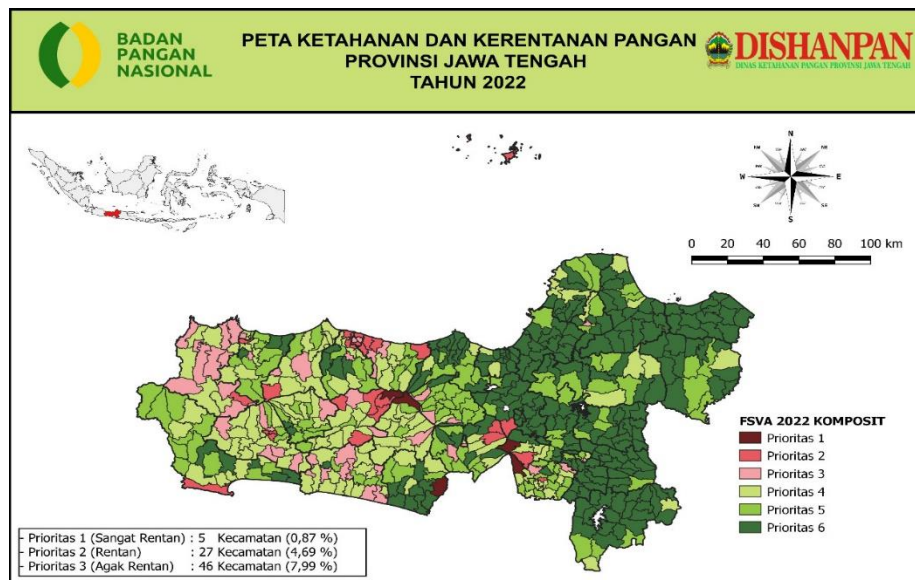 BADAN
PANGAN
NASIONAL
PETA KETAHANAN DAN KERENTANAN PANGAN
PROVINSI JAWA TENGAH
TAHUN 2022
DISHANPAN
DINAS KETAHANAN PANGAN PROVINSI JAWA TENGAH
N
W E
S
0 20 40 60 80 100 km
FSVA 2022 KOMPOSIT
Prioritas 1
Prioritas 2
Prioritas 3
Prioritas 4
Prioritas 5
Prioritas 6
- Prioritas 1 (Sangat Rentan) : 5 Kecamatan (0,87 %)
- Prioritas 2 (Rentan) : 27 Kecamatan (4,69 %)
- Prioritas 3 (Agak Rentan) : 46 Kecamatan (7,99 %)